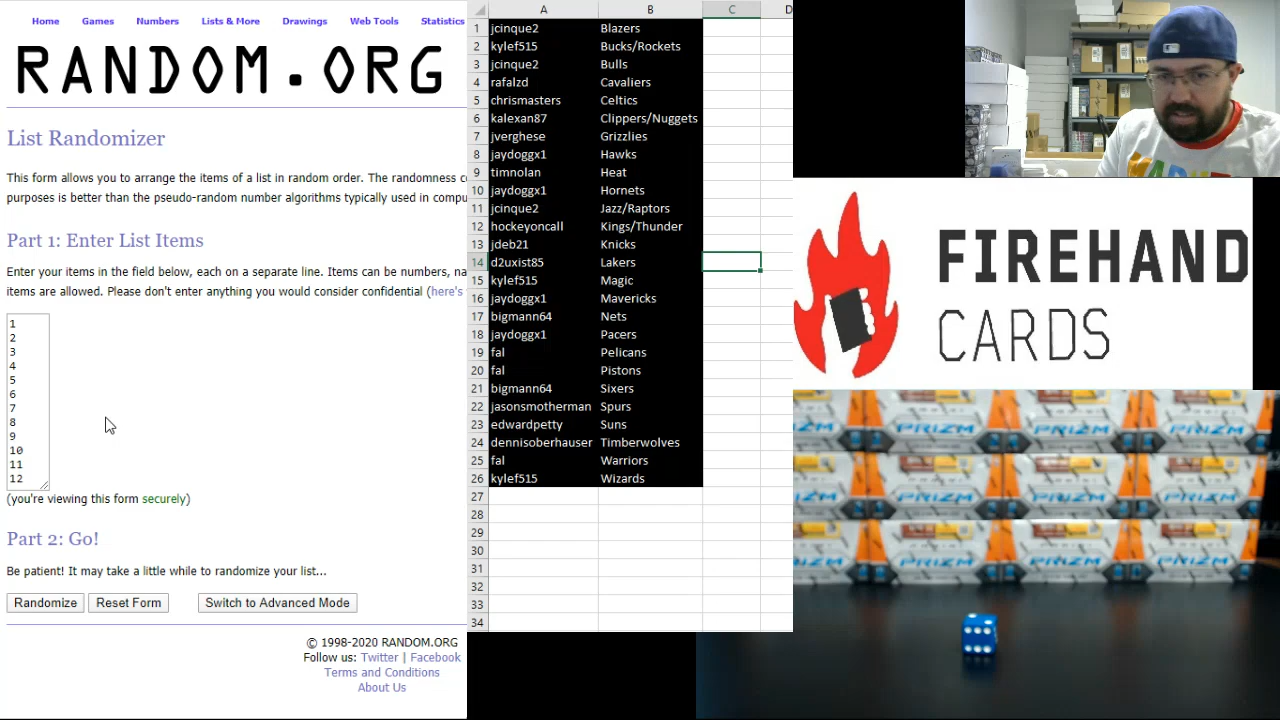 Home Games Numbers Lists & More Drawings Web Tools Statistics
RANDOM.ORG
List Randomizer
This form allows you to arrange the items of a list in random order. The randomness
purposes is better than the pseudo-random number algorithms typically used in
Part 1: Enter List Items
Enter your items in the field below, each on a separate line. Items can be numbers,
items are allowed. Please don't enter anything you would consider confidential (here's
1
2
3
4
5
6
7
8
9
10
11
12
(you're viewing this form securely)
Part 2: Go!
Be patient! It may take a little while to randomize your list...
Randomize Reset Form Switch to Advanced Mode
© 1998-2020 RANDOM.ORG
Follow us: Twitter | Facebook
Terms and Conditions
About Us
A B C D
1 jcinque2 Blazers
2 kylef515 Bucks/Rockets
3 jcinque2 Bulls
4 rafalzd Cavaliers
5 chrismasters Celtics
6 kalexan87 Clippers/Nuggets
7 jverghese Grizzlies
8 jaydoggx1 Hawks
9 timnolan Heat
10 jaydoggx1 Hornets
11 jcinque2 Jazz/Raptors
12 hockeyoncall Kings/Thunder
13 jdeb21 Knicks
14 d2uxist85 Lakers
15 kylef515 Magic
16 jaydoggx1 Mavericks
17 bigmann64 Nets
18 jaydoggx1 Pacers
19 fal Pelicans
20 fal Pistons
21 bigmann64 Sixers
22 jasonsmotherman Spurs
23 edwardpetty Suns
24 dennisoberhauser Timberwolves
25 fal Warriors
26 kylef515 Wizards
27
28
29
30
31
32
33
34
FIREHAND
CARDS
PRIZM PRIZM PRIZM PRIZM
PRIZM PRIZM PRIZM PRIZM
PRIZM PRIZM PRIZM PRIZM